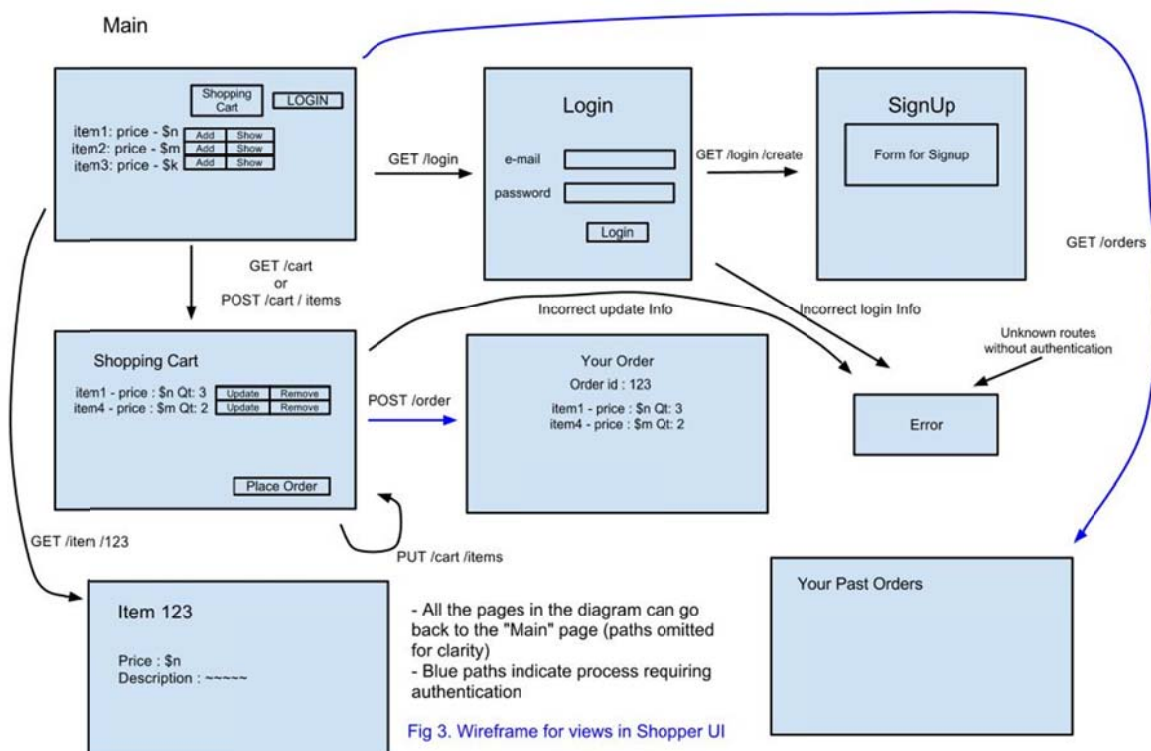 Main
Shopping
Cart
LOGIN
item1: price - $n Add Show
item2: price - $m Add Show
item3: price - $k Add Show
GET /login
Login
e-mail
password
Login
GET /login /create
SignUp
Form for Signup
GET /orders
GET /cart
or
POST /cart / items
Incorrect update Info
Incorrect login Info
Unknown routes
without authentication
Shopping Cart
item1 - price : $n Qt: 3 Update Remove
item4 - price : $m Qt: 2 Update Remove
Place Order
POST /order
Your Order
Order id : 123
item1 - price : $n Qt: 3
item4 - price : $m Qt: 2
Error
GET /item /123
PUT /cart /items
Item 123
Price : $n
Description : ~~~~~
- All the pages in the diagram can go
back to the "Main" page (paths omitted
for clarity)
- Blue paths indicate process requiring
authentication
Your Past Orders
Fig 3. Wireframe for views in Shopper UI